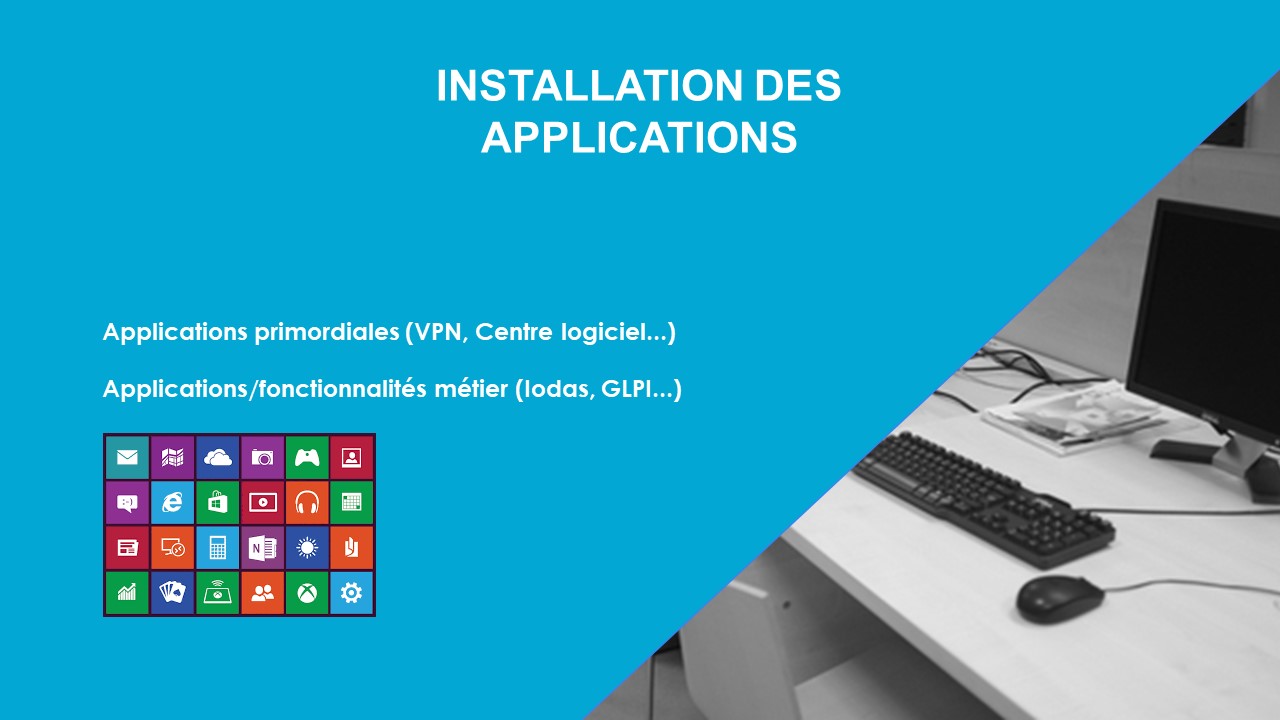 INSTALLATION DES
APPLICATIONS
Applications primordiales (VPN, Centre logiciel...)
Applications/fonctionnalités métier (Iodas, GLPI...)